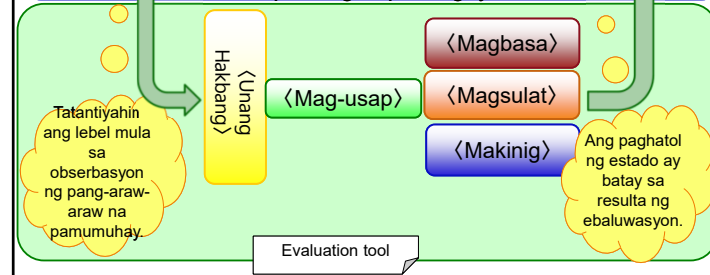 〈Unang
Hakbang〉
〈Mag-usap〉
〈Magbasa〉
〈Magsulat〉
〈Makinig〉
Tatantiyahin
ang lebel mula
sa
obserbasyon
ng pang-araw-
araw na
pamumuhay.
Ang paghatol
ng estado ay
batay sa
resulta ng
ebaluwasyon.
Evaluation tool